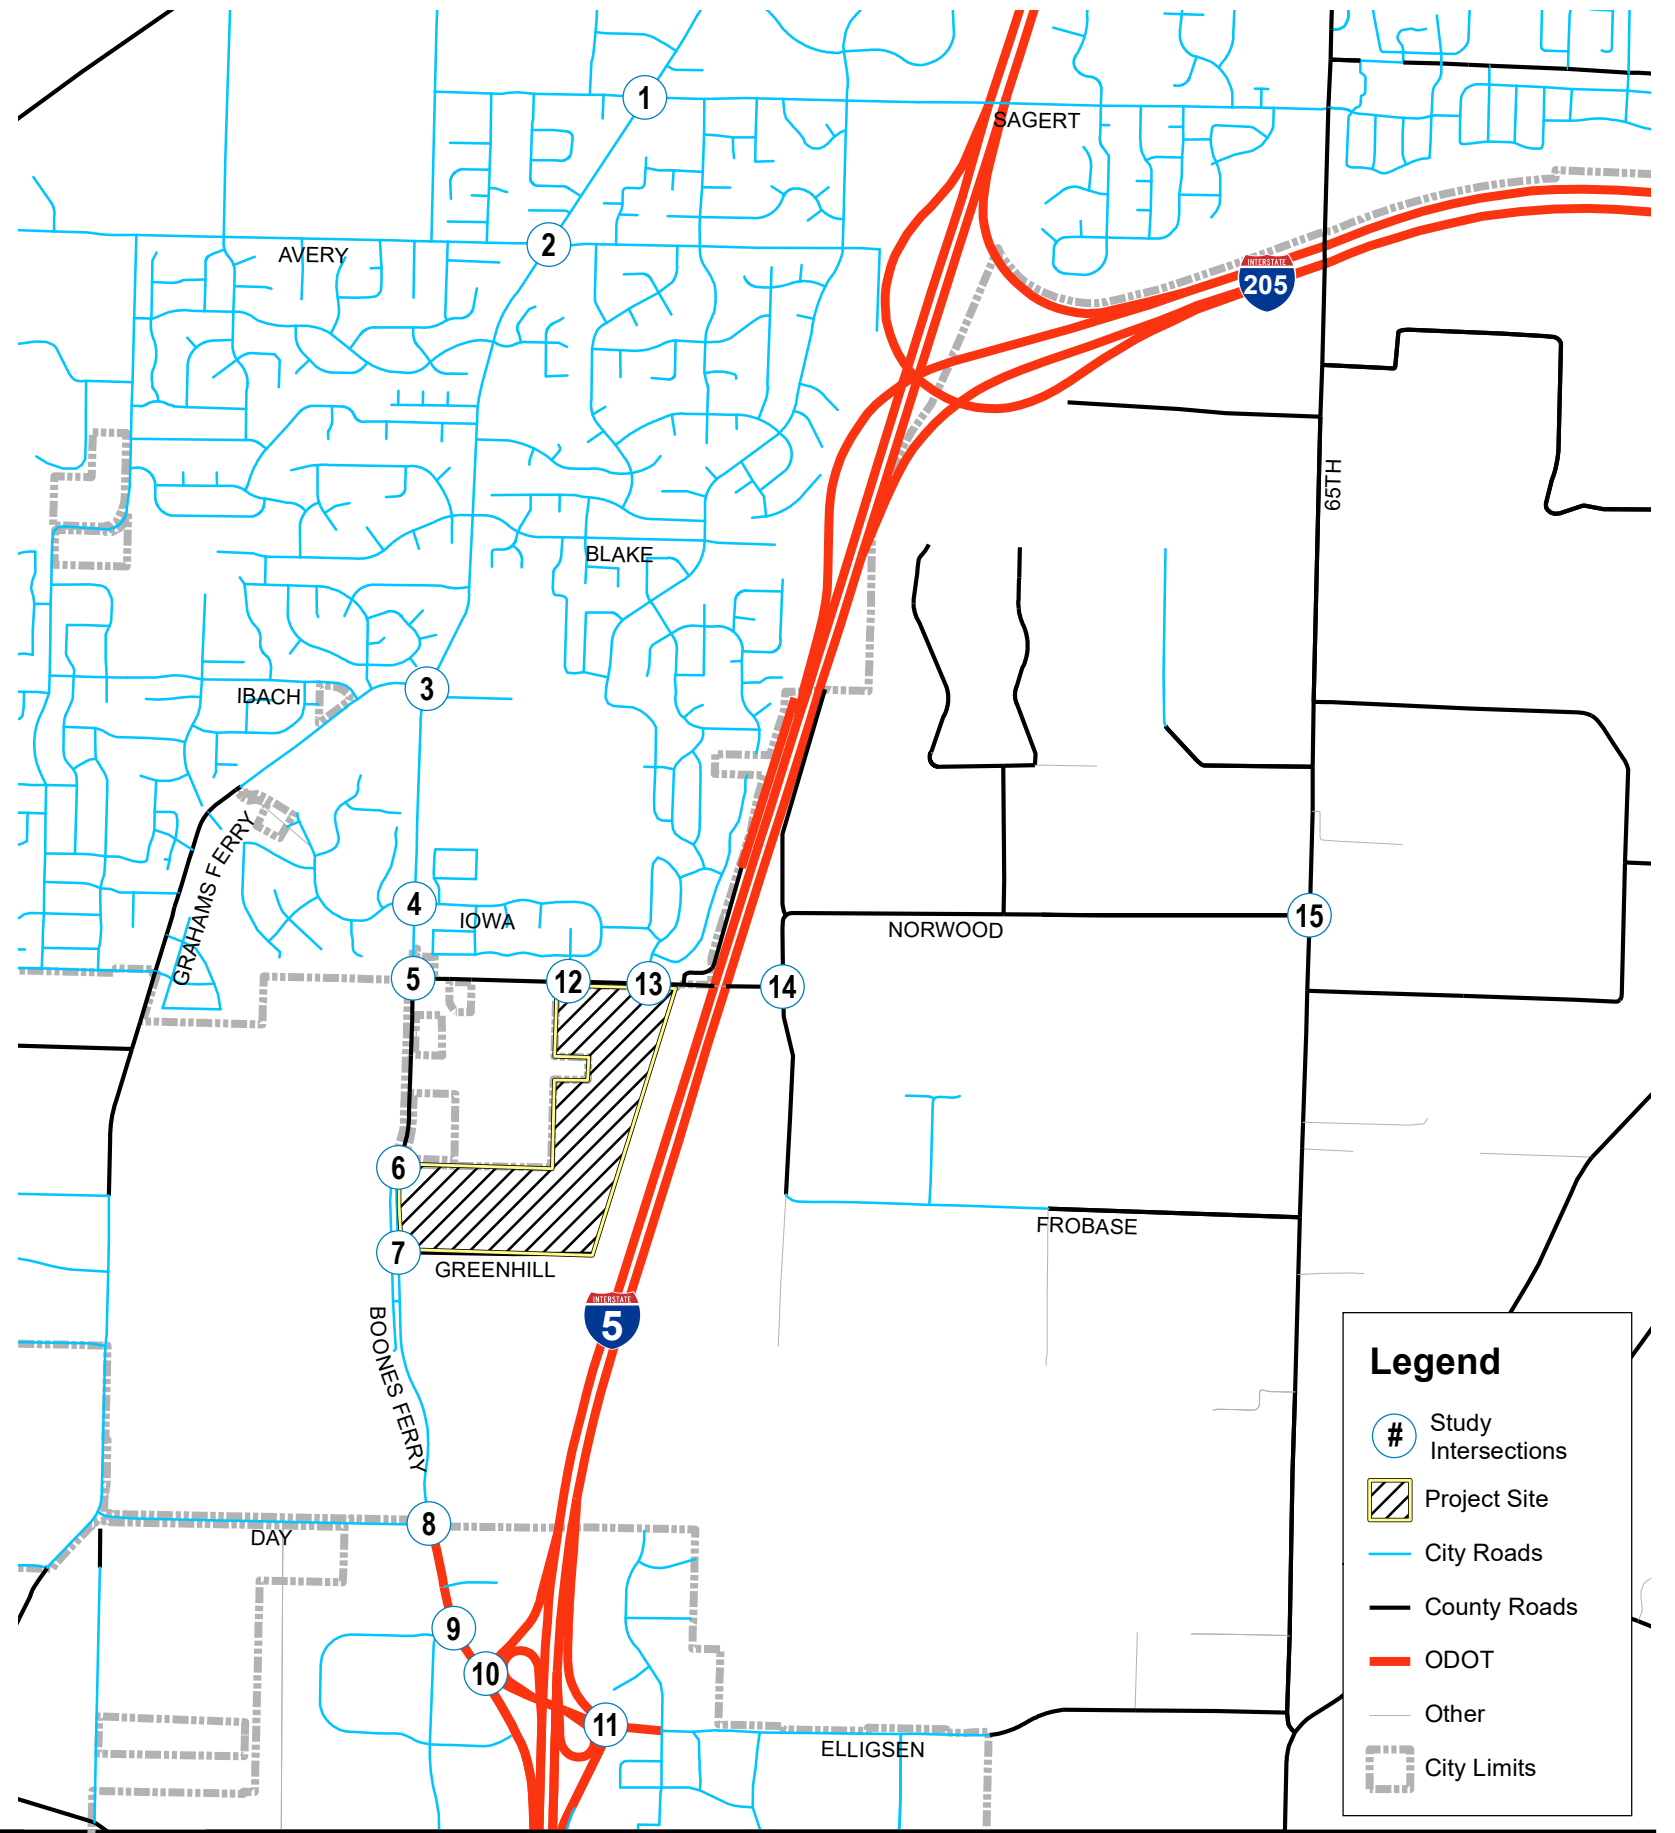 1
SAGERT
2
AVERY
INTERSTATE
205
65TH
BLAKE
3
IBACH
GRAHAMS FERRY
4
IOWA
15
NORWOOD
5
12
13
14
6
FROBASE
7
GREENHILL
INTERSTATE
5
BOONES FERRY
Legend
#
Study
Intersections
Project Site
City Roads
County Roads
ODOT
Other
City Limits
8
DAY
9
10
11
ELLIGSEN